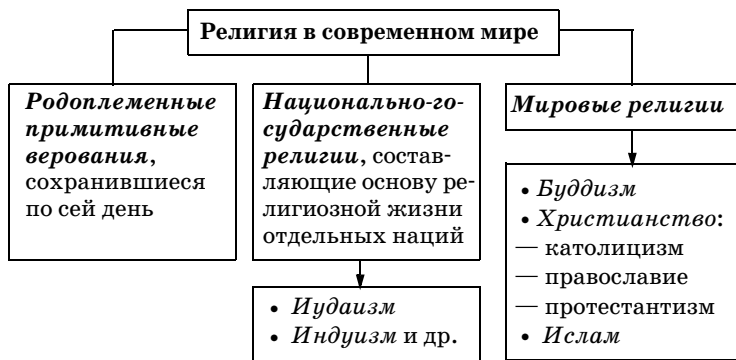 Религия в современном мире
Родоплеменные
примитивные
верования,
сохранившиеся
по сей день
Национально-го-
сударственные
религии, состав-
ляющие основу ре-
лигиозной жизни
отдельных наций
• Иудаизм
• Индуизм и др.
Мировые религии
• Буддизм
• Христианство:
— католицизм
— православие
— протестантизм
• Ислам